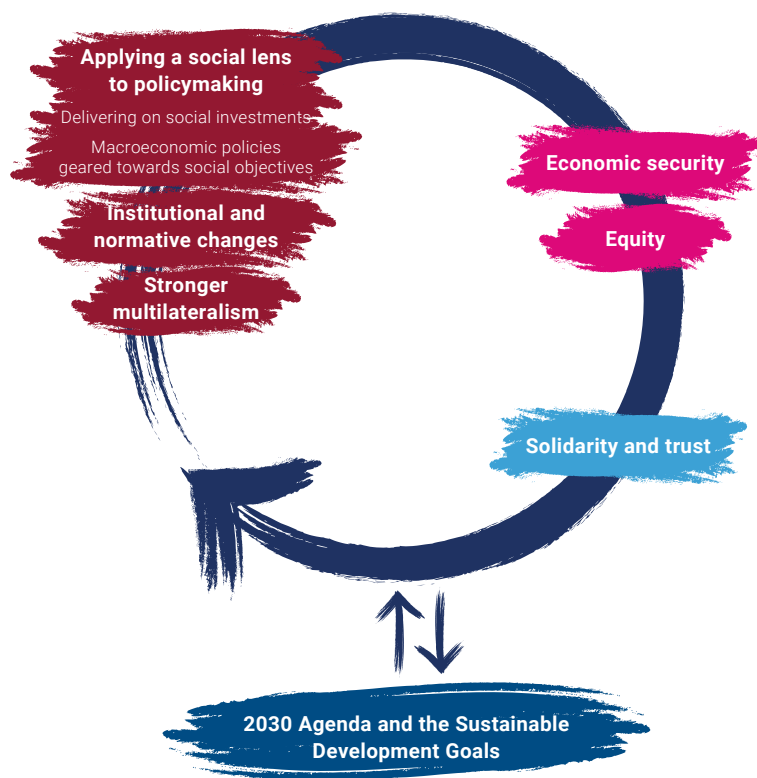 Applying a social lens
to policymaking
Delivering on social investments
Macroeconomic policies
geared towards social objectives
Institutional and
normative changes
Stronger
multilateralism
Economic security
Equity
Solidarity and trust
2030 Agenda and the Sustainable
Development Goals